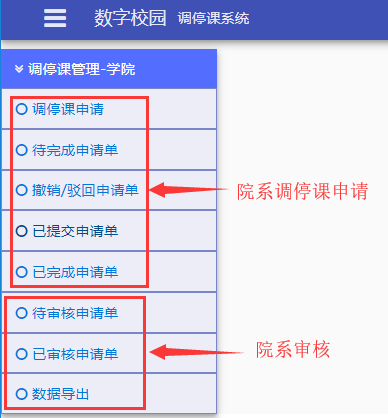 数字校园 调停课系统
调停课管理-学院
调停课申请
待完成申请单
撤销/驳回申请单
院系调停课申请
已提交申请单
已完成申请单
待审核申请单
已审核申请单
院系审核
数据导出